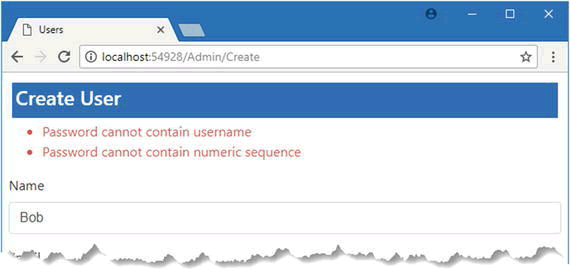 Users
localhost:54928/Admin/Create
Create User
Password cannot contain username
Password cannot contain numeric sequence
Name
Bob